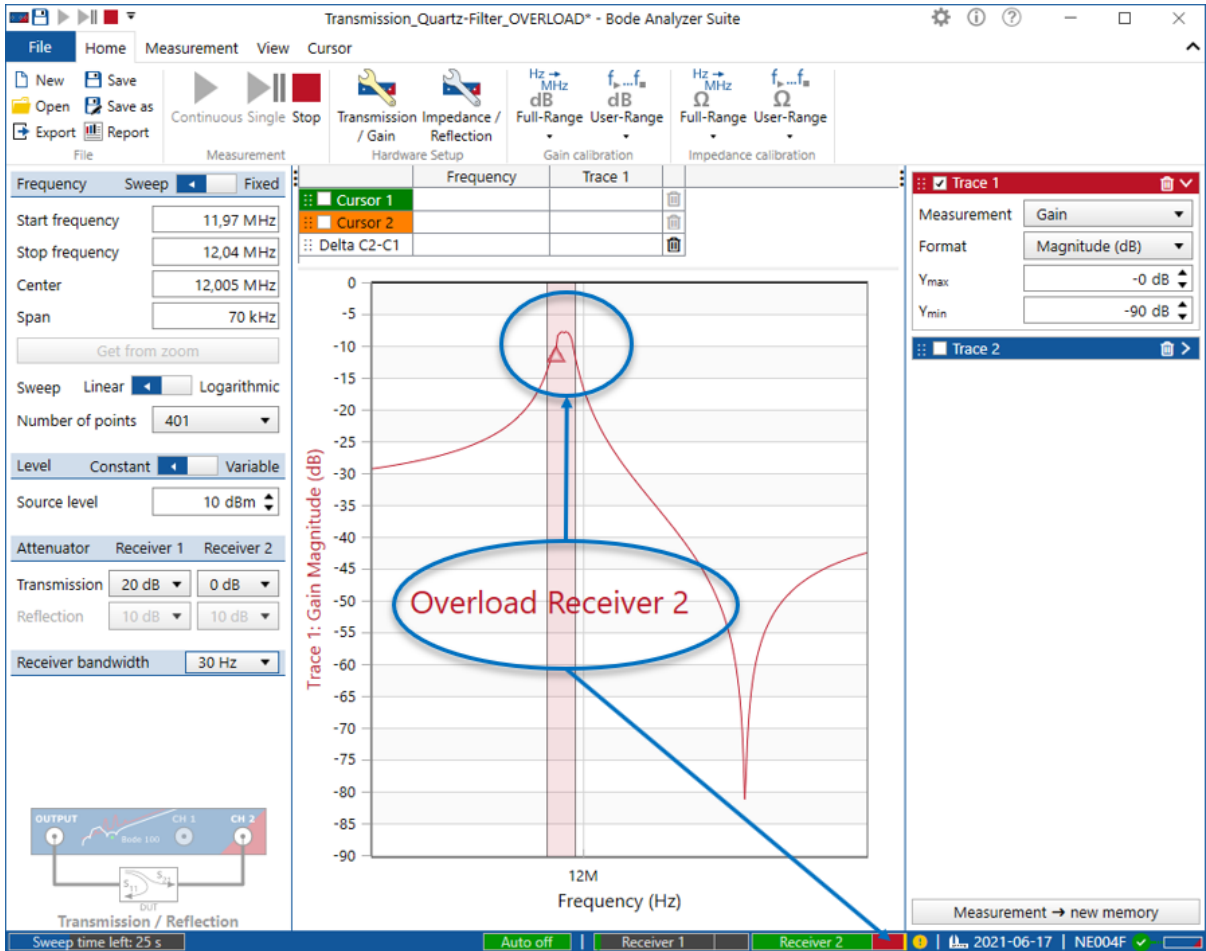 Transmission_Quartz-Filter_OVERLOAD* - Bode Analyzer Suite
File Home Measurement View Cursor
New Save
Open Save as
Export Report
File
Continuous Single Stop
Measurement
Transmission / Gain
Impedance / Reflection
Hardware Setup
Hz → MHz dB Full-Range
f▸...f■ dB User-Range
Gain calibration
Hz → MHz Ω Full-Range
f▸...f■ Ω User-Range
Impedance calibration
Frequency Sweep Fixed
Start frequency 11,97 MHz
Stop frequency 12,04 MHz
Center 12,005 MHz
Span 70 kHz
Get from zoom
Sweep Linear Logarithmic
Number of points 401
Level Constant Variable
Source level 10 dBm
Attenuator Receiver 1 Receiver 2
Transmission 20 dB 0 dB
Reflection 10 dB 10 dB
Receiver bandwidth 30 Hz
OUTPUT CH 1 CH 2
Bode 100
S11 S21
DUT
Transmission / Reflection
Frequency Trace 1
Cursor 1
Cursor 2
Delta C2-C1
Trace 1: Gain Magnitude (dB)
0
-5
-10
-15
-20
-25
-30
-35
-40
-45
-50
-55
-60
-65
-70
-75
-80
-85
-90
Overload Receiver 2
12M
Frequency (Hz)
Trace 1
Measurement Gain
Format Magnitude (dB)
Ymax -0 dB
Ymin -90 dB
Trace 2
Measurement → new memory
Sweep time left: 25 s Auto off Receiver 1 Receiver 2 2021-06-17 NE004F